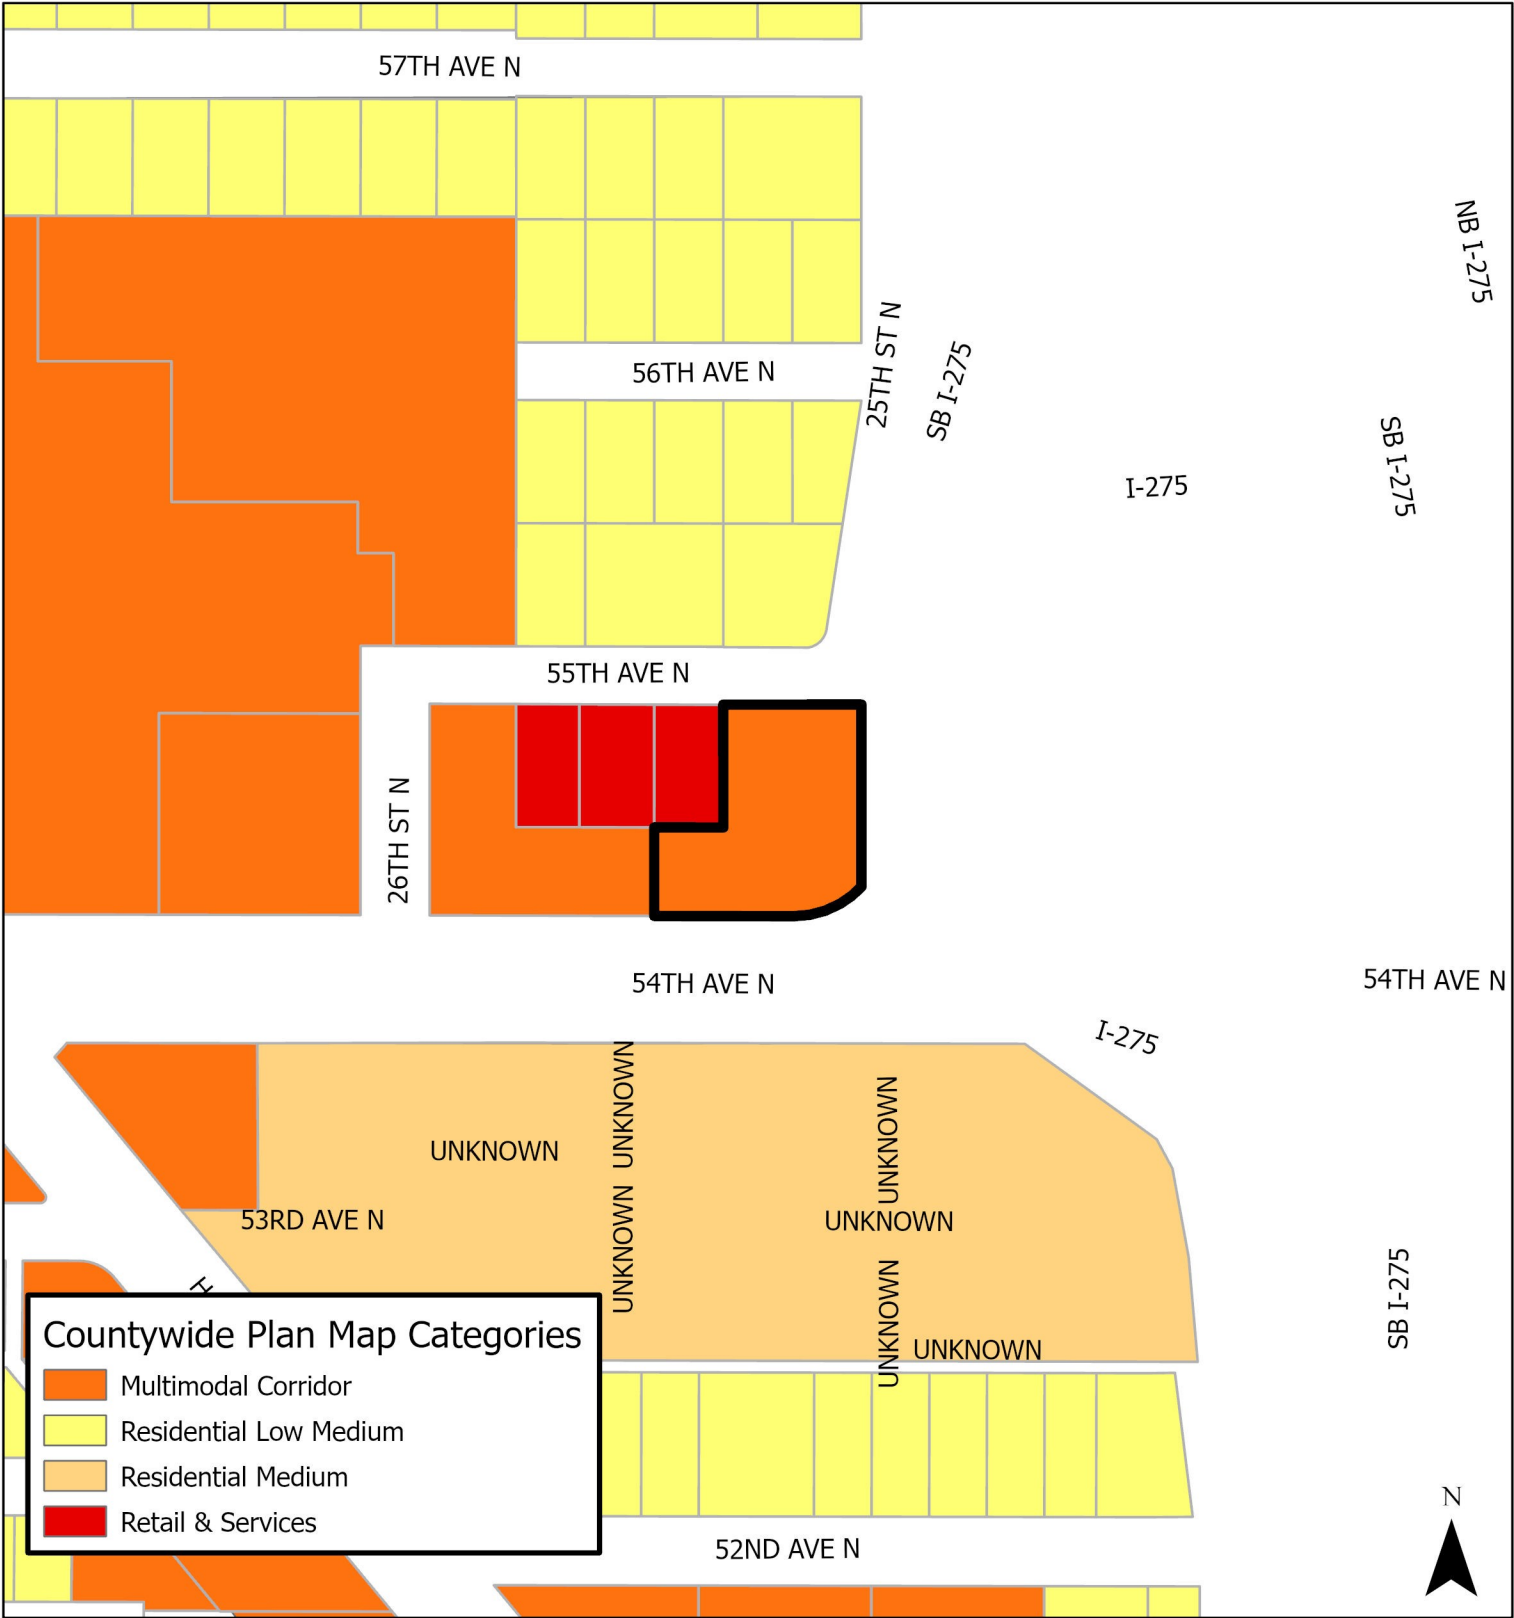 57TH AVE N
NB I-275
25TH ST N
SB I-275
56TH AVE N
SB I-275
I-275
55TH AVE N
26TH ST N
54TH AVE N
54TH AVE N
I-275
UNKNOWN
UNKNOWN
UNKNOWN
53RD AVE N
UNKNOWN
UNKNOWN
H
UNKNOWN
UNKNOWN
SB I-275
Countywide Plan Map Categories
Multimodal Corridor
Residential Low Medium
Residential Medium
Retail & Services
52ND AVE N
N